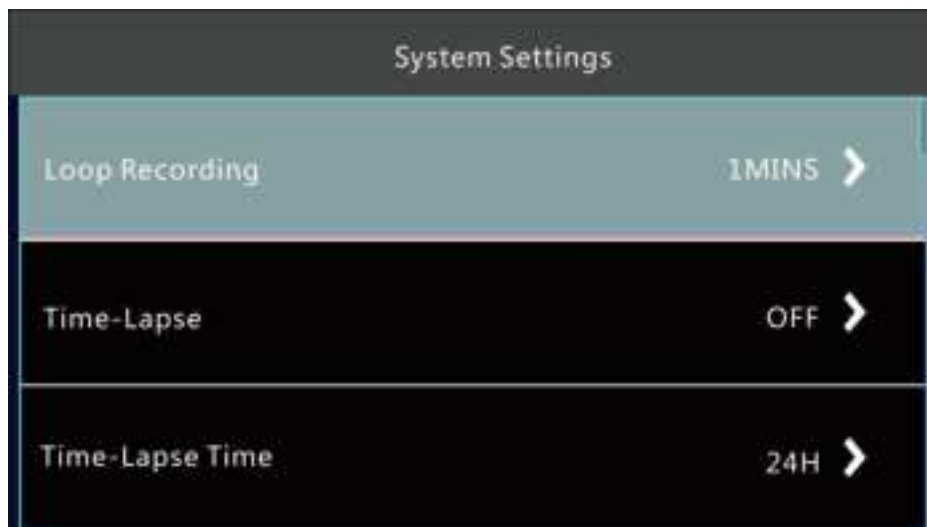 System Settings
Loop Recording 1MINS
Time-Lapse OFF
Time-Lapse Time 24H